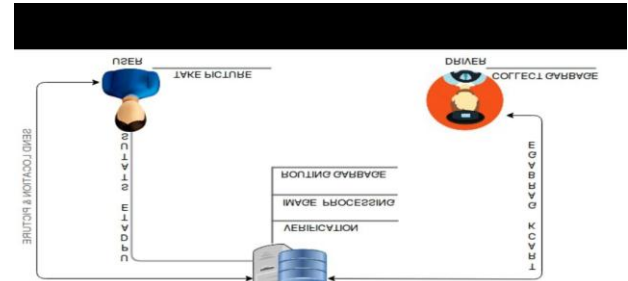 USER
TAKE PICTURE
DRIVER
COLLECT GARBAGE
SEND LOCATION & PICTURE
UPDATE STATUS
ROUTING GARBAGE
IMAGE PROCESSING
VERIFICATION
TRACK GARBAGE